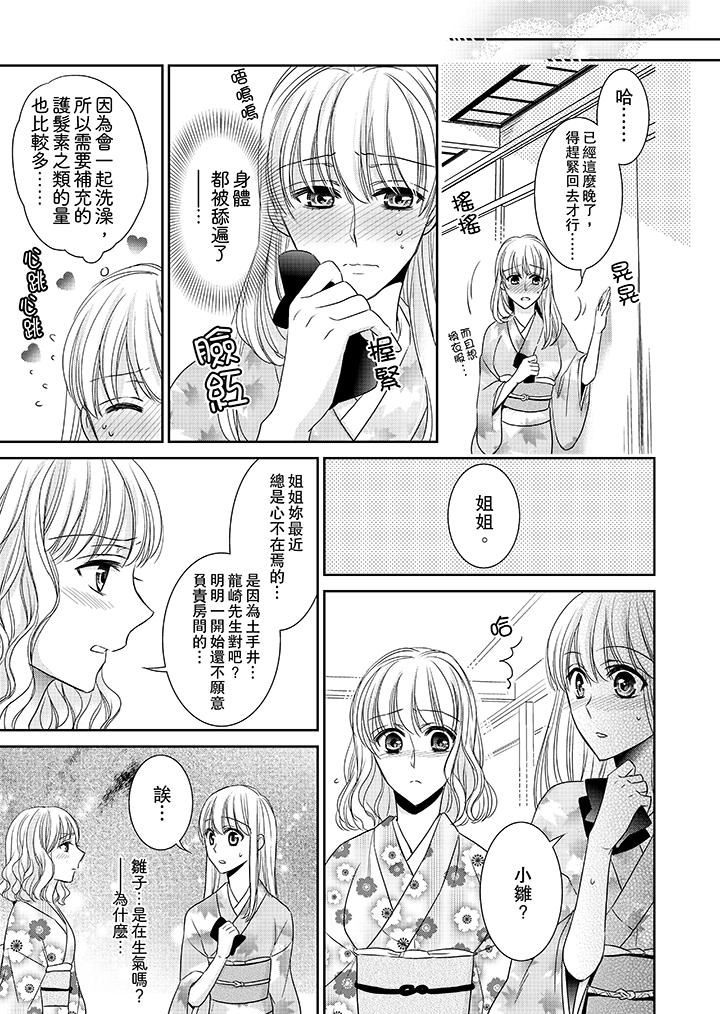 哈……
已經這麼晚了，
得趕緊回去才行……
搖搖
晃晃
而且想
換衣服……
唔嗚嗚
身體
都被舔遍了
——……
握緊
臉紅
因為會一起洗澡，
所以需要補充的
護髮素之類的量
也比較多……
心跳心跳
姐姐。
小雛？
姐姐妳最近
總是心不在焉的…
是因為土手井…
龍崎先生對吧？
明明一開始還不願意
負責房間的…
誒…
雛子…是在生氣嗎？
——為什麼…